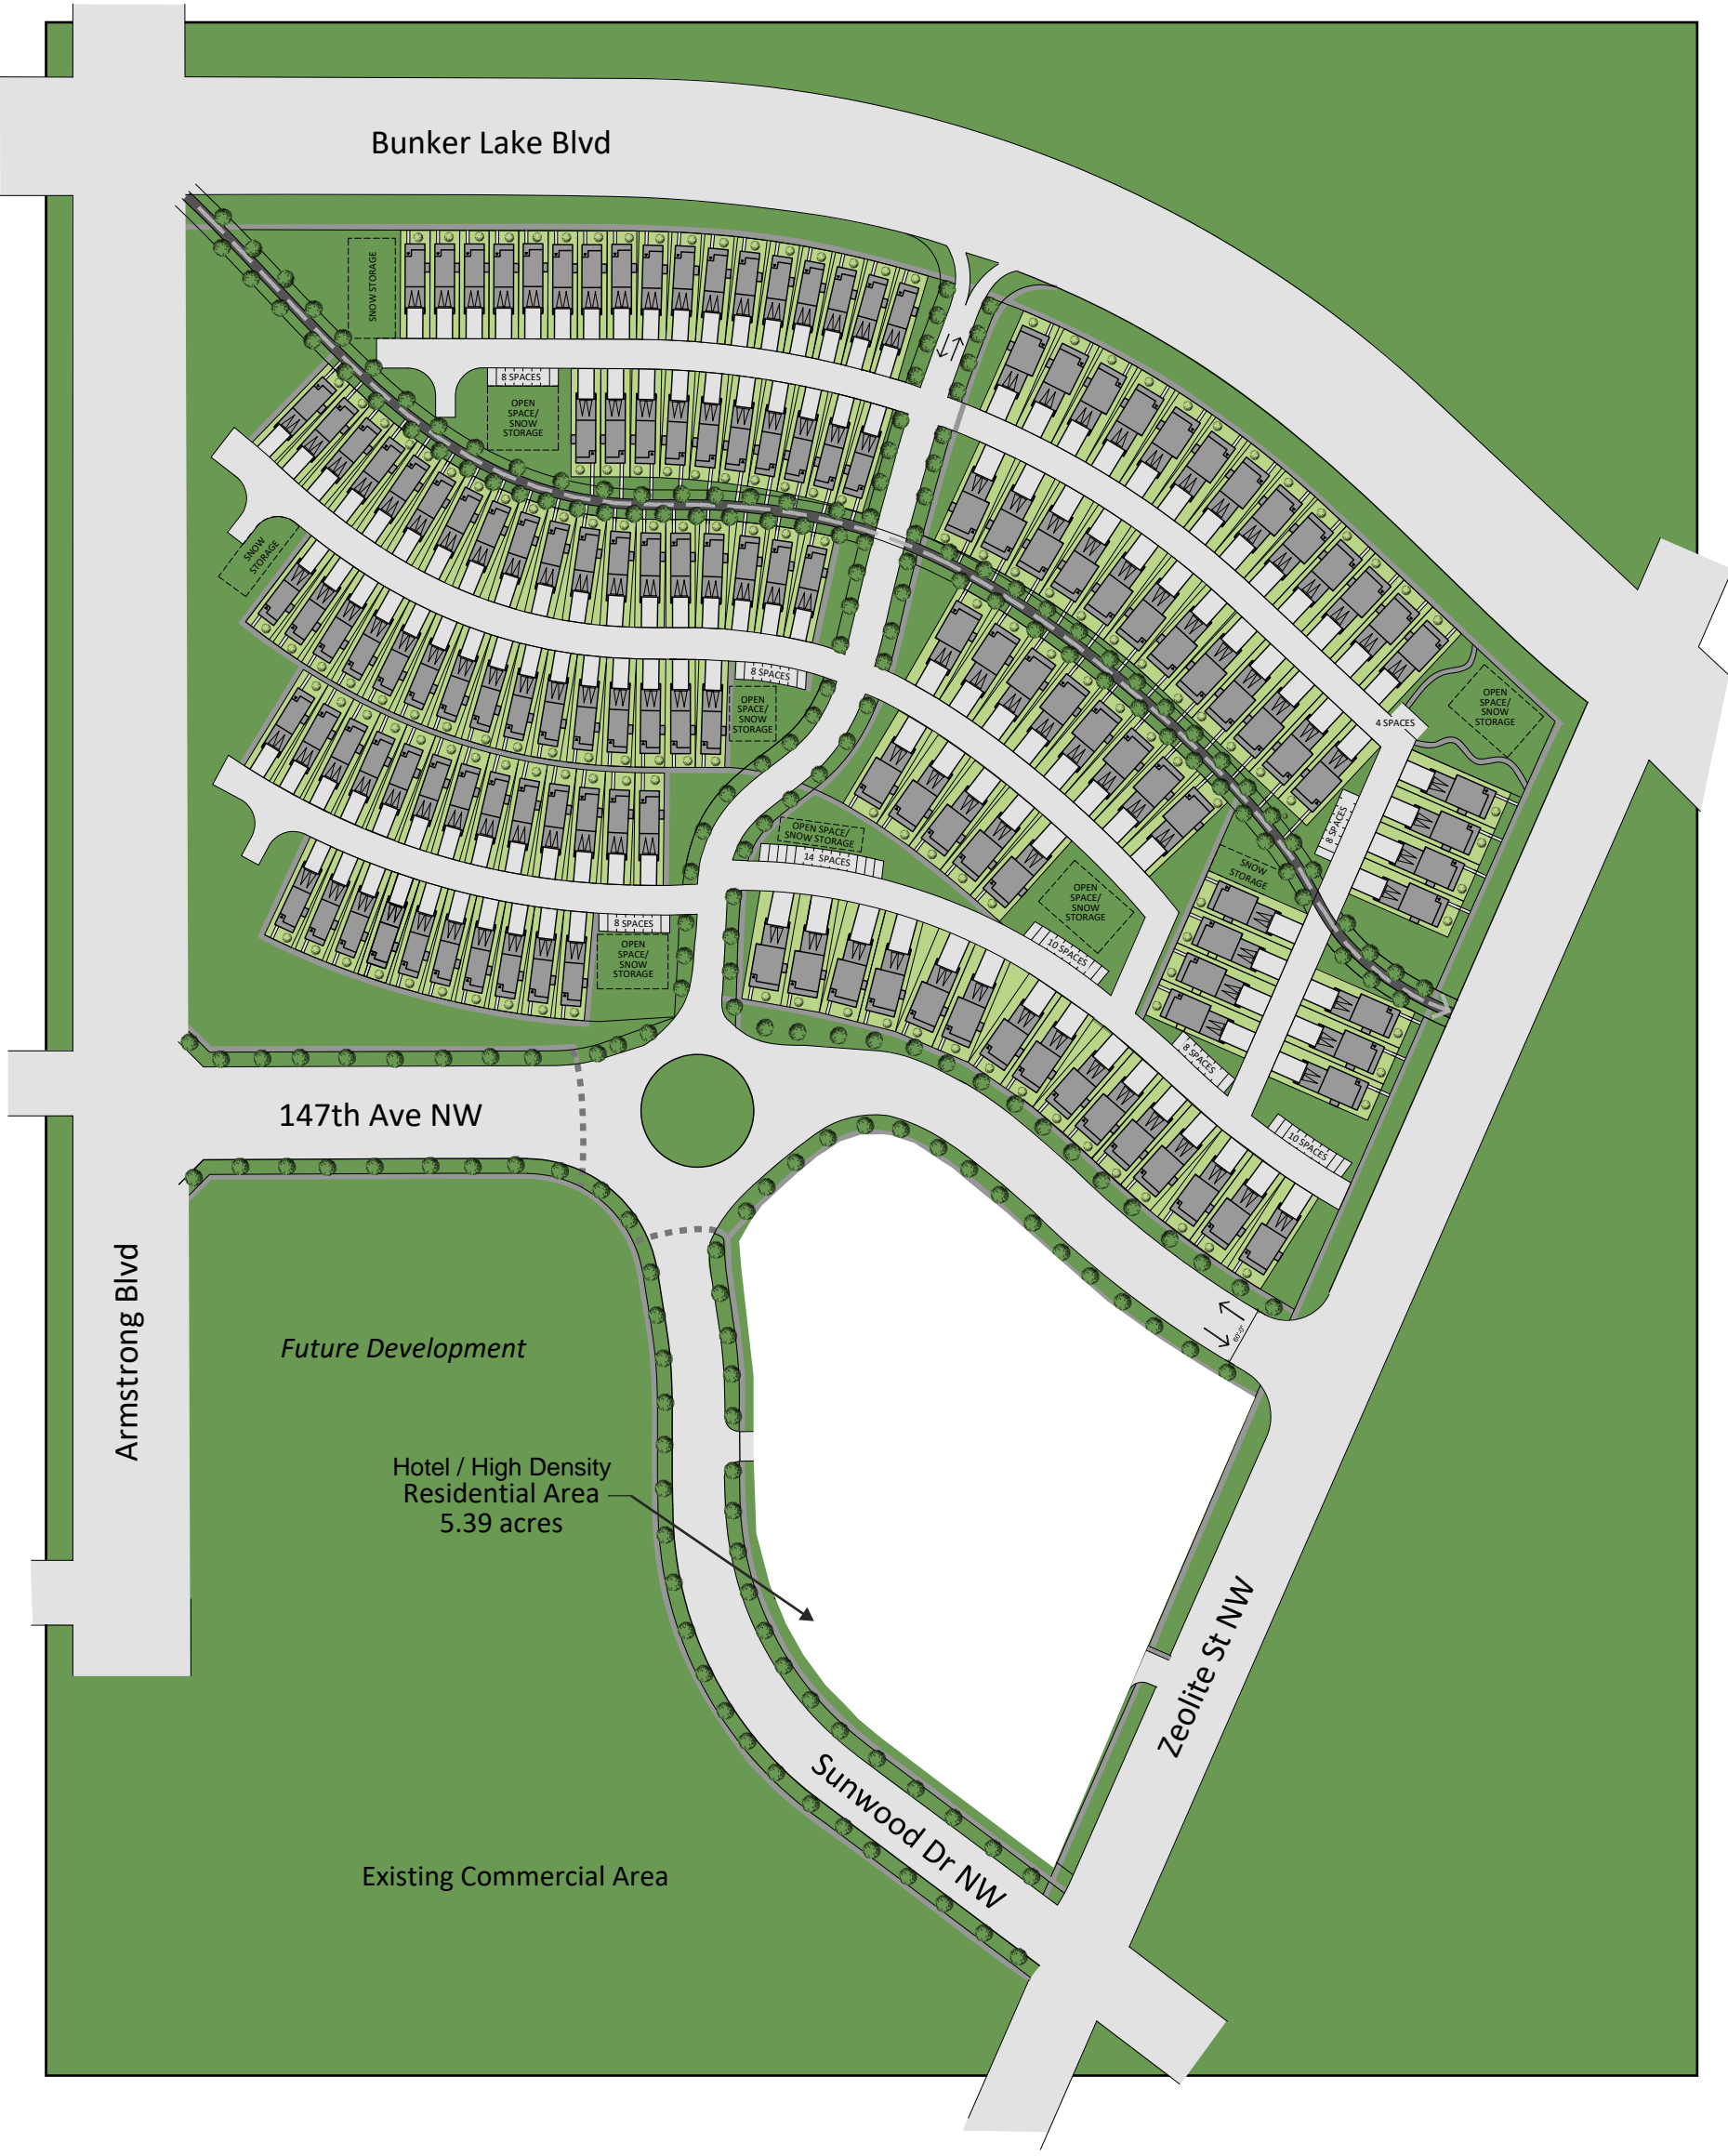 Bunker Lake Blvd
SNOW STORAGE
8 SPACES
OPEN
SPACE/
SNOW
STORAGE
SNOW
STORAGE
8 SPACES
OPEN
SPACE/
SNOW
STORAGE
OPEN
SPACE/
SNOW
STORAGE
4 SPACES
8 SPACES
OPEN SPACE/
SNOW STORAGE
14 SPACES
SNOW
STORAGE
OPEN
SPACE/
SNOW
STORAGE
8 SPACES
OPEN
SPACE/
SNOW
STORAGE
10 SPACES
8 SPACES
10 SPACES
147th Ave NW
Armstrong Blvd
60'-0"
Future Development
Hotel / High Density
Residential Area
5.39 acres
Zeolite St NW
Sunwood Dr NW
Existing Commercial Area